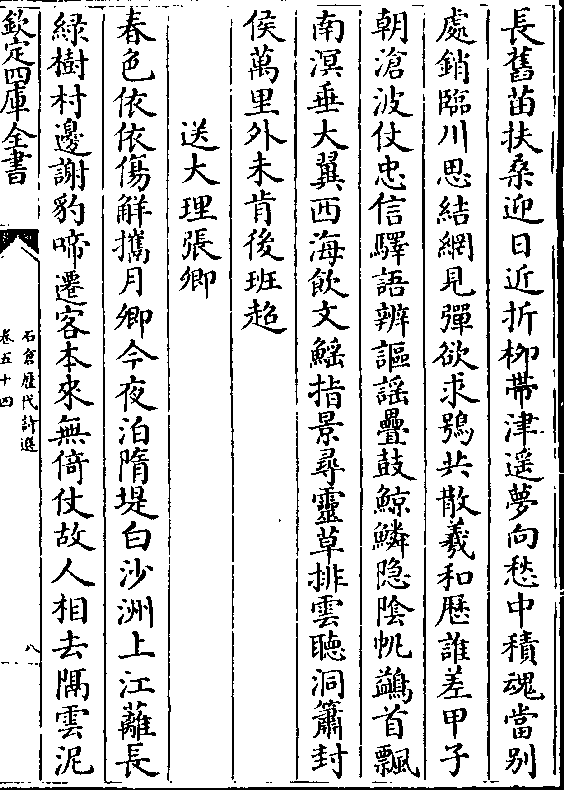 長舊苗扶桑迎日近折柳帶津遥夢向愁中積魂當别
處銷臨川思結網見彈欲求鴞共散羲和厯誰差甲子
朝滄波仗忠信驛語辨謳謡疊鼓鯨鱗隐陰帆鷁首飄
南溟垂大翼西海飲文鰩指景尋靈草排雲聽洞簫封
侯萬里外未肯後班超
送大理張卿
春色依依傷解攜月卿今夜泊隋堤白沙洲上江蘺長
緑樹村邊謝豹啼遷客本來無倚仗故人相去隔雲泥
欽定四庫全書
石倉厯代詩選
卷五十四
八